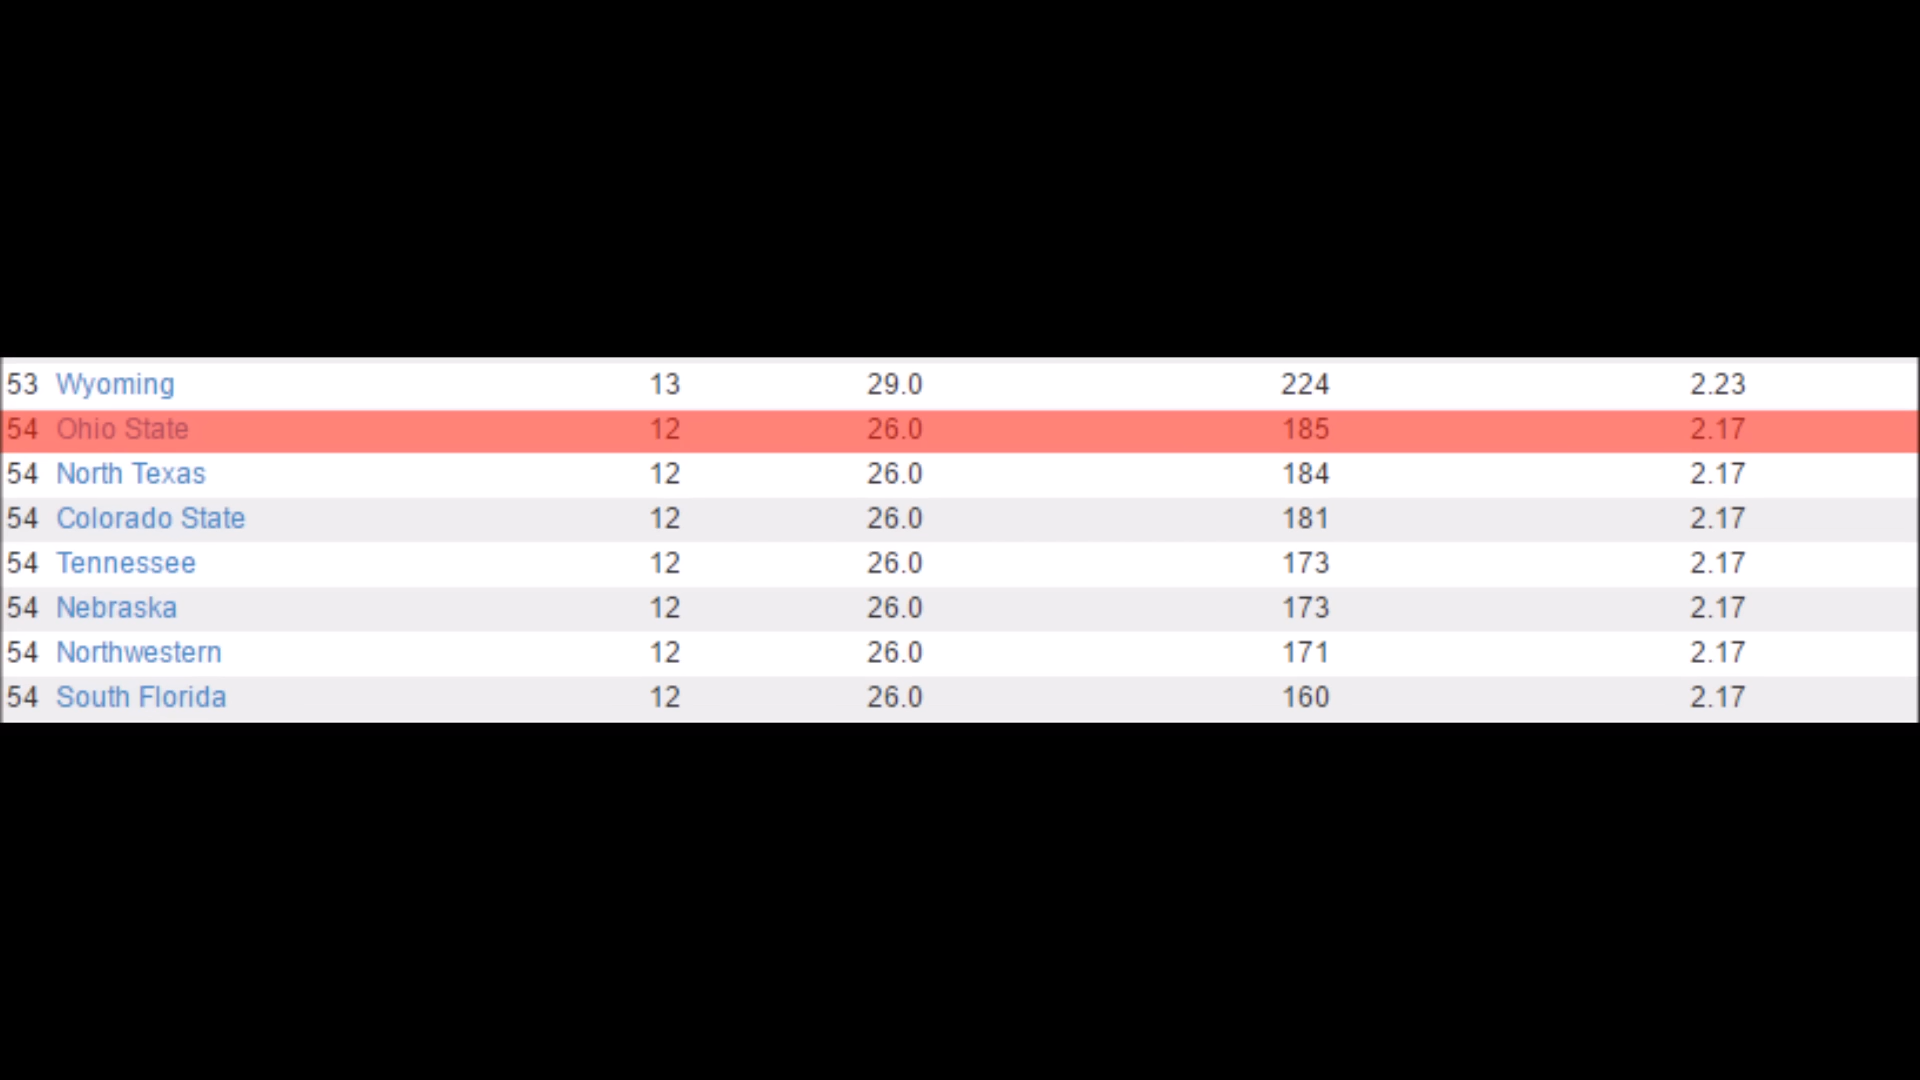 53 Wyoming 13 29.0 224 2.23
54 Ohio State 12 26.0 185 2.17
54 North Texas 12 26.0 184 2.17
54 Colorado State 12 26.0 181 2.17
54 Tennessee 12 26.0 173 2.17
54 Nebraska 12 26.0 173 2.17
54 Northwestern 12 26.0 171 2.17
54 South Florida 12 26.0 160 2.17